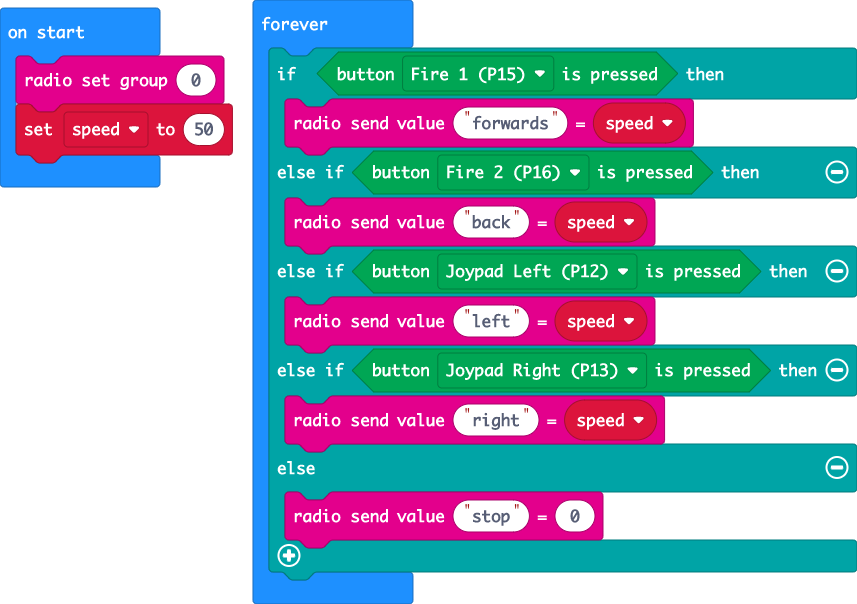 on start
radio set group 0
set speed to 50
forever
if button Fire 1 (P15) is pressed then
radio send value "forwards" = speed
else if button Fire 2 (P16) is pressed then
radio send value "back" = speed
else if button Joypad Left (P12) is pressed then
radio send value "left" = speed
else if button Joypad Right (P13) is pressed then
radio send value "right" = speed
else
radio send value "stop" = 0